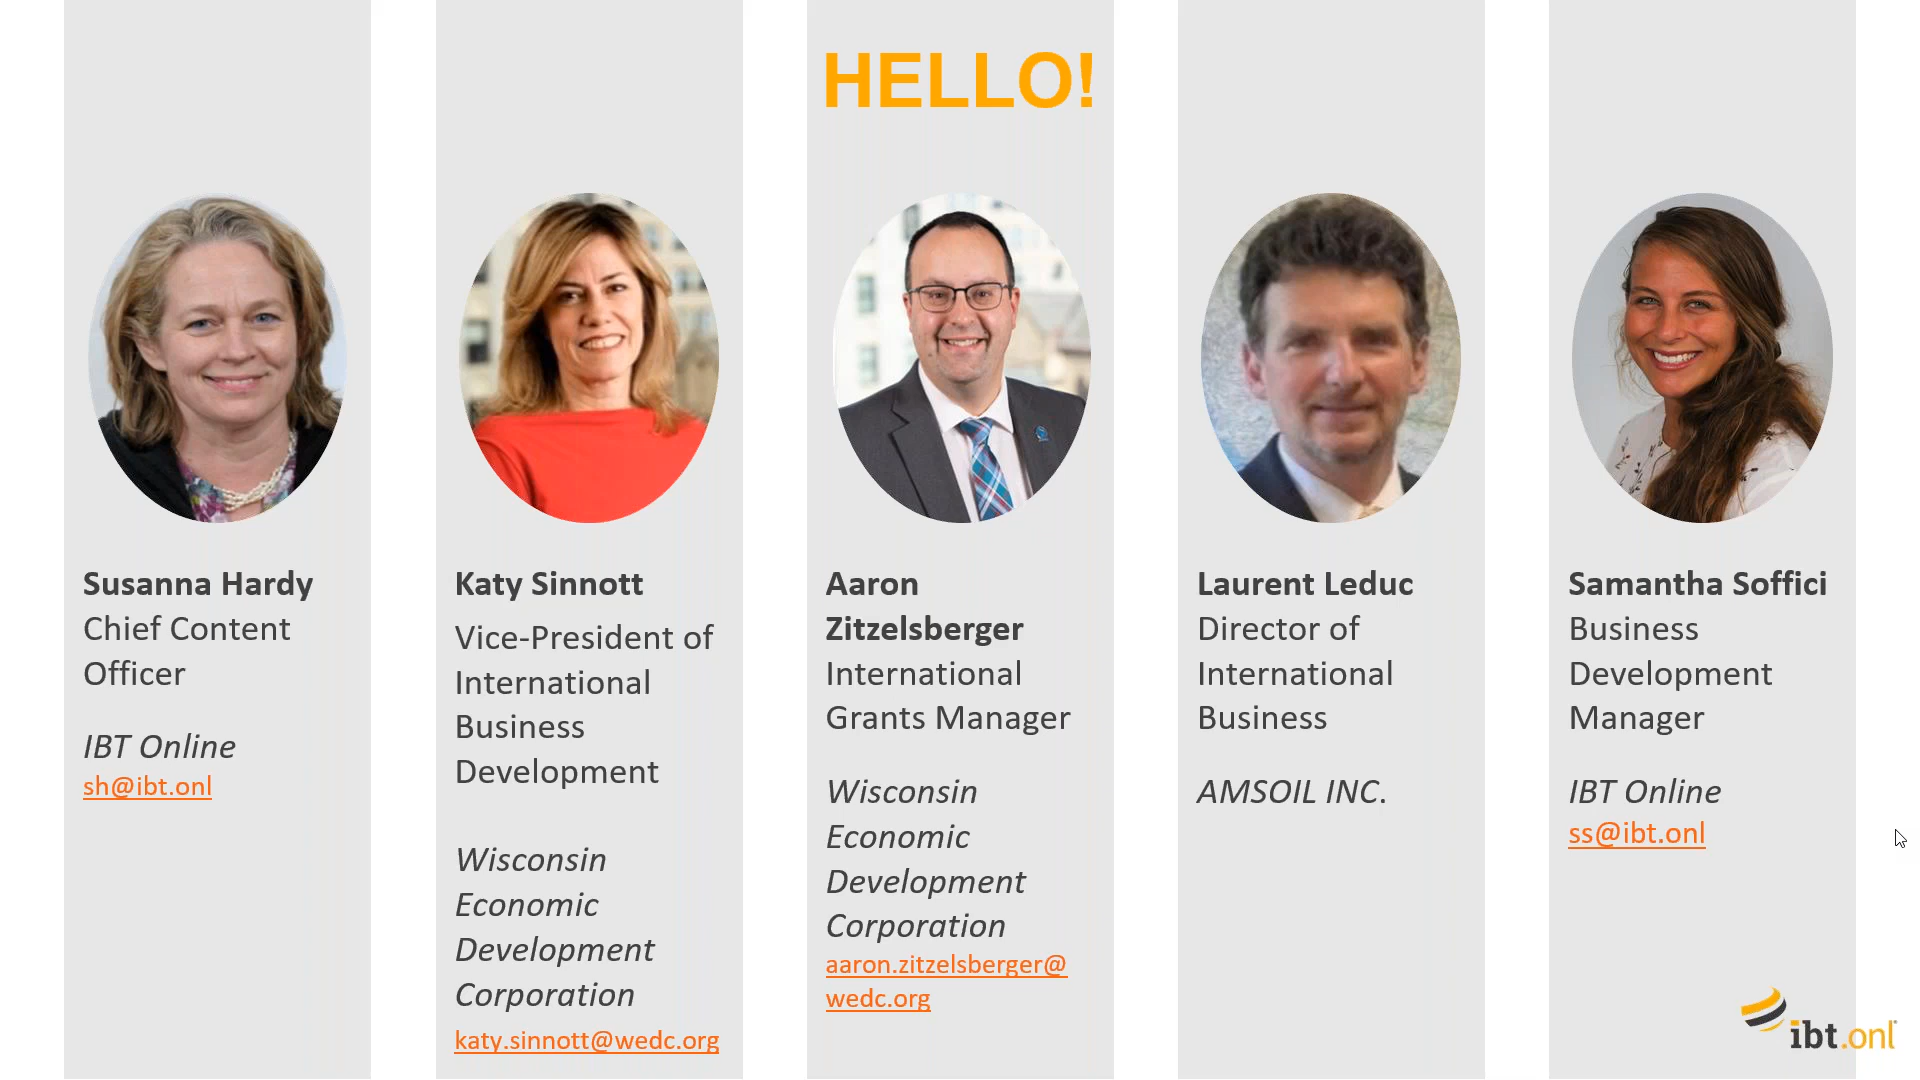 HELLO!
Susanna Hardy
Chief Content
Officer
IBT Online
sh@ibt.onl
Katy Sinnott
Vice-President of
International
Business
Development
Wisconsin
Economic
Development
Corporation
katy.sinnott@wedc.org
Aaron
Zitzelsberger
International
Grants Manager
Wisconsin
Economic
Development
Corporation
aaron.zitzelsberger@
wedc.org
Laurent Leduc
Director of
International
Business
AMSOIL INC.
Samantha Soffici
Business
Development
Manager
IBT Online
ss@ibt.onl
ibt.onl